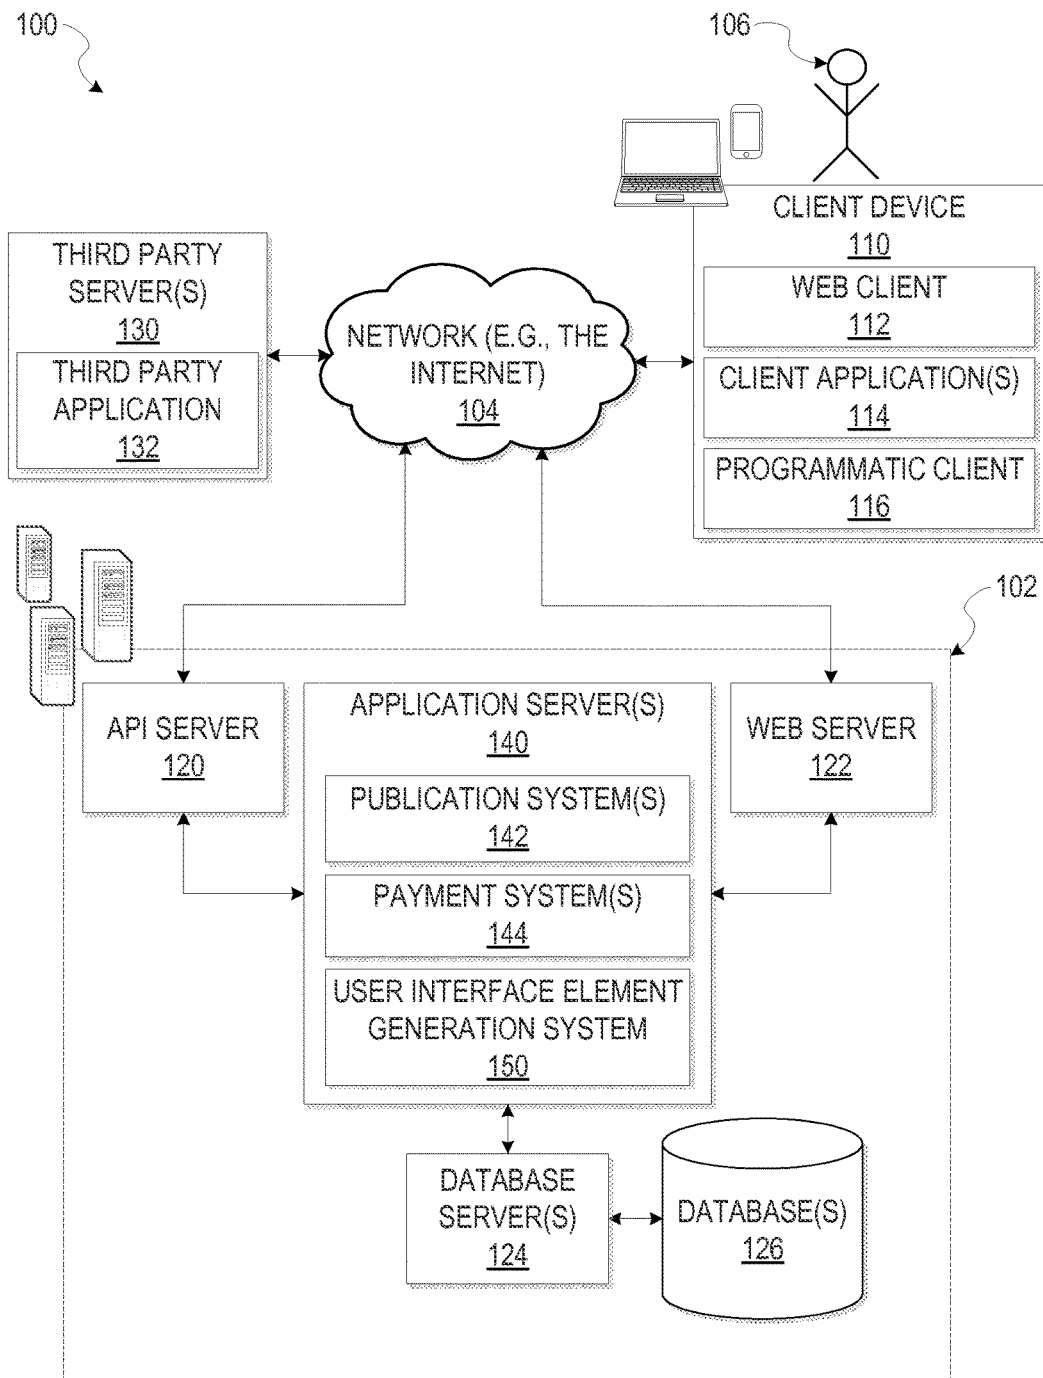 100
106
CLIENT DEVICE
110
WEB CLIENT
112
CLIENT APPLICATION(S)
114
PROGRAMMATIC CLIENT
116
THIRD PARTY
SERVER(S)
130
THIRD PARTY
APPLICATION
132
NETWORK (E.G., THE
INTERNET)
104
102
API SERVER
120
APPLICATION SERVER(S)
140
PUBLICATION SYSTEM(S)
142
PAYMENT SYSTEM(S)
144
USER INTERFACE ELEMENT
GENERATION SYSTEM
150
WEB SERVER
122
DATABASE
SERVER(S)
124
DATABASE(S)
126